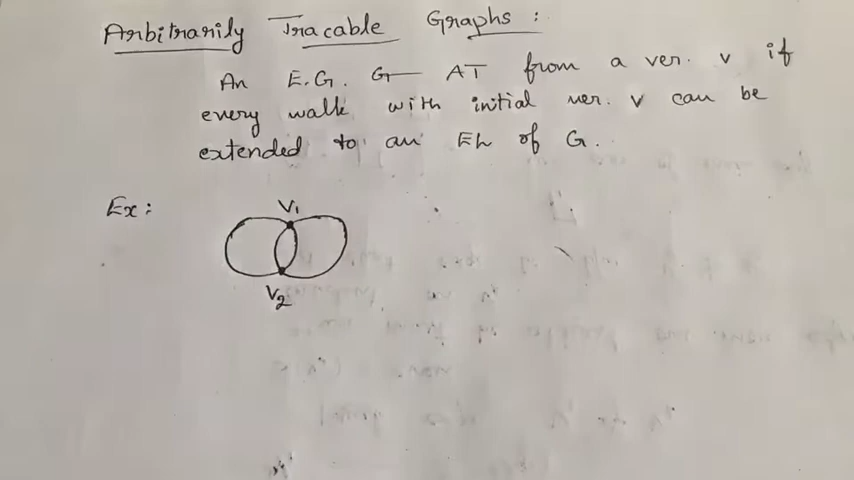 Arbitrarily Tracable Graphs :
An E.G. G — AT from a ver. v if
every walk with initial ver. v can be
extended to an EL of G.
Ex :
V1
V2